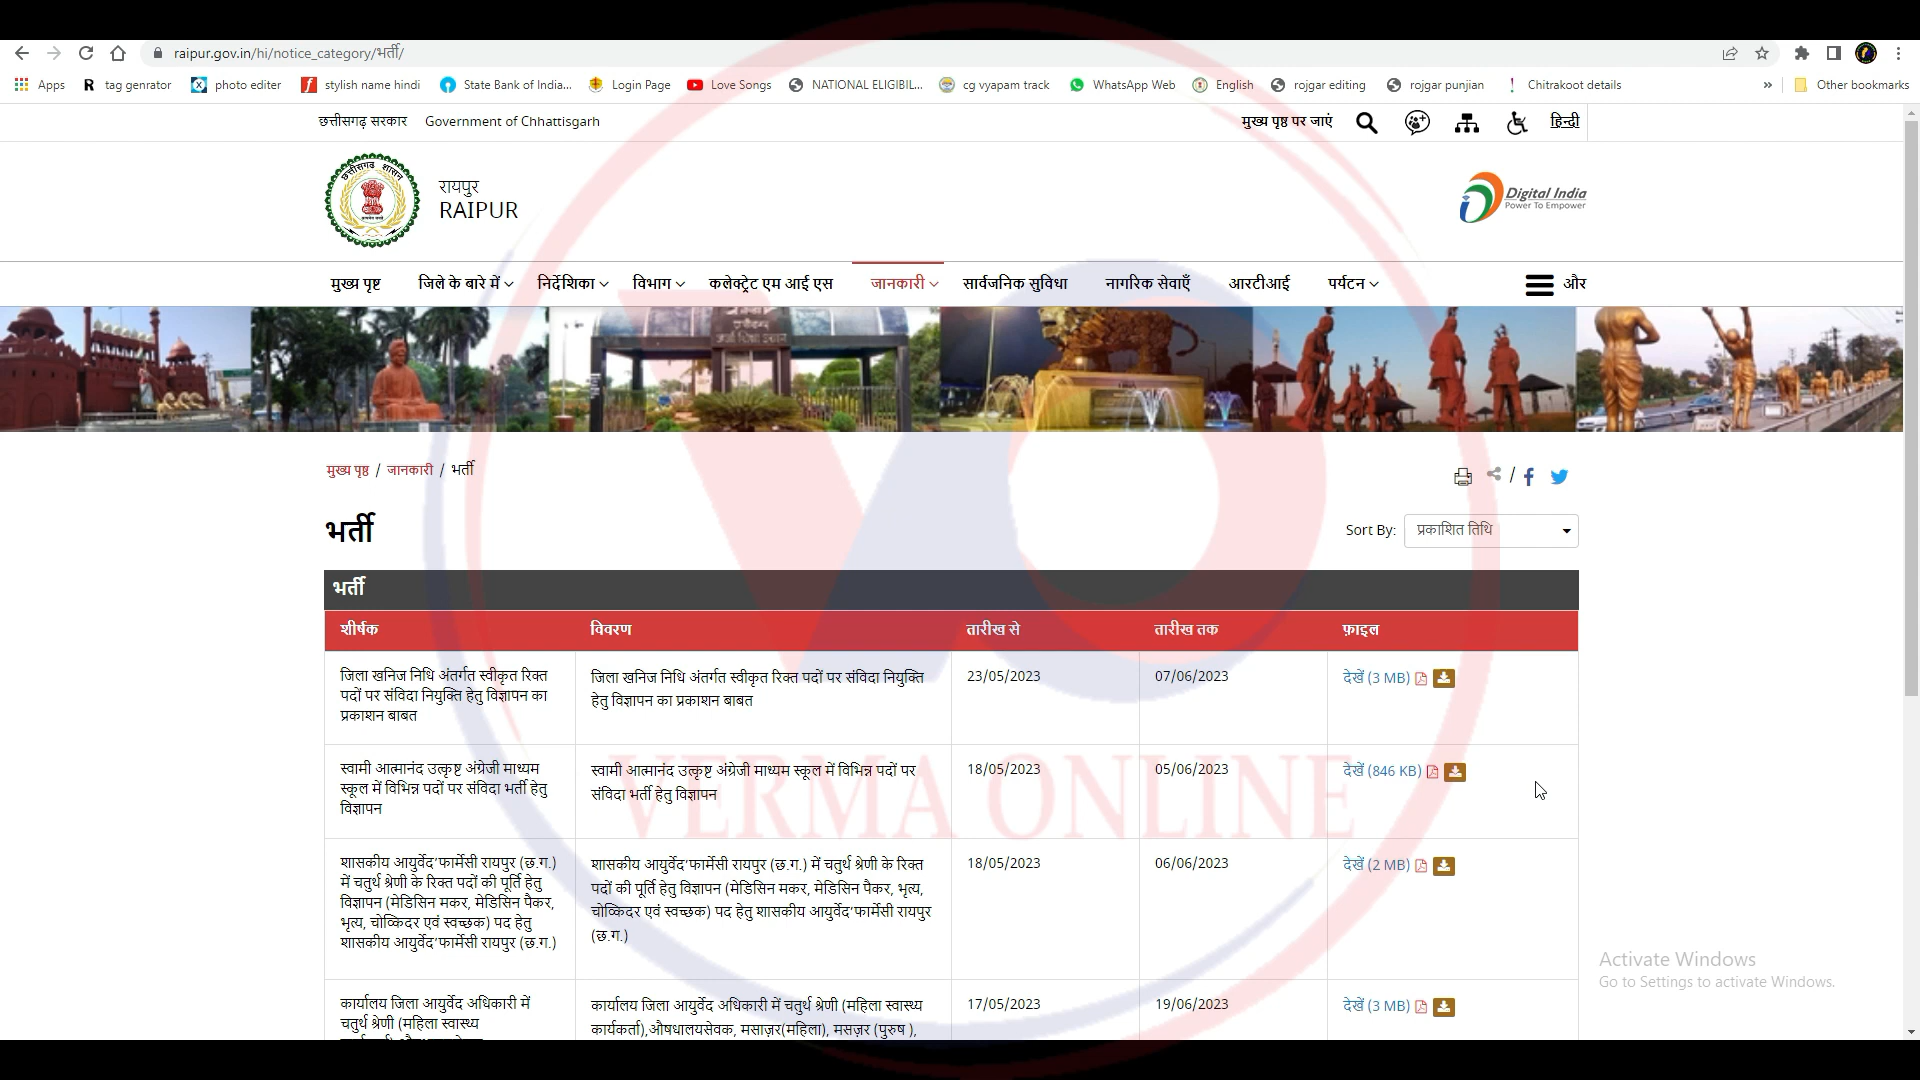 raipur.gov.in/hi/notice_category/भर्ती/
Apps tag genrator photo editer stylish name hindi State Bank of India... Login Page Love Songs NATIONAL ELIGIBIL... cg vyapam track WhatsApp Web English rojgar editing rojgar punjian Chitrakoot details » Other bookmarks
छत्तीसगढ़ सरकार Government of Chhattisgarh मुख्य पृष्ठ पर जाएं हिन्दी
रायपुर
RAIPUR
Digital India
Power To Empower
मुख्य पृष्ट जिले के बारे में निर्देशिका विभाग कलेक्ट्रेट एम आई एस जानकारी सार्वजनिक सुविधा नागरिक सेवाएँ आरटीआई पर्यटन और
मुख्य पृष्ठ / जानकारी / भर्ती
भर्ती
Sort By: प्रकाशित तिथि
भर्ती
शीर्षक विवरण तारीख से तारीख तक फ़ाइल
जिला खनिज निधि अंतर्गत स्वीकृत रिक्त
पदों पर संविदा नियुक्ति हेतु विज्ञापन का
प्रकाशन बाबत
जिला खनिज निधि अंतर्गत स्वीकृत रिक्त पदों पर संविदा नियुक्ति
हेतु विज्ञापन का प्रकाशन बाबत
23/05/2023 07/06/2023 देखें (3 MB)
स्वामी आत्मानंद उत्कृष्ट अंग्रेजी माध्यम
स्कूल में विभिन्न पदों पर संविदा भर्ती हेतु
विज्ञापन
स्वामी आत्मानंद उत्कृष्ट अंग्रेजी माध्यम स्कूल में विभिन्न पदों पर
संविदा भर्ती हेतु विज्ञापन
18/05/2023 05/06/2023 देखें (846 KB)
शासकीय आयुर्वेद‘फार्मेसी रायपुर (छ.ग.)
में चतुर्थ श्रेणी के रिक्त पदों की पूर्ति हेतु
विज्ञापन (मेडिसिन मकर, मेडिसिन पैकर,
भृत्य, चोव्किदर एवं स्वच्छक) पद हेतु
शासकीय आयुर्वेद‘फार्मेसी रायपुर (छ.ग.)
शासकीय आयुर्वेद‘फार्मेसी रायपुर (छ.ग.) में चतुर्थ श्रेणी के रिक्त
पदों की पूर्ति हेतु विज्ञापन (मेडिसिन मकर, मेडिसिन पैकर, भृत्य,
चोव्किदर एवं स्वच्छक) पद हेतु शासकीय आयुर्वेद‘फार्मेसी रायपुर
(छ.ग.)
18/05/2023 06/06/2023 देखें (2 MB)
कार्यालय जिला आयुर्वेद अधिकारी में
चतुर्थ श्रेणी (महिला स्वास्थ्य
कार्यालय जिला आयुर्वेद अधिकारी में चतुर्थ श्रेणी (महिला स्वास्थ्य
कार्यकर्ता),औषधालयसेवक, मसाज़र(महिला), मसज़र (पुरुष ),
17/05/2023 19/06/2023 देखें (3 MB)
VERMA ONLINE
Activate Windows
Go to Settings to activate Windows.